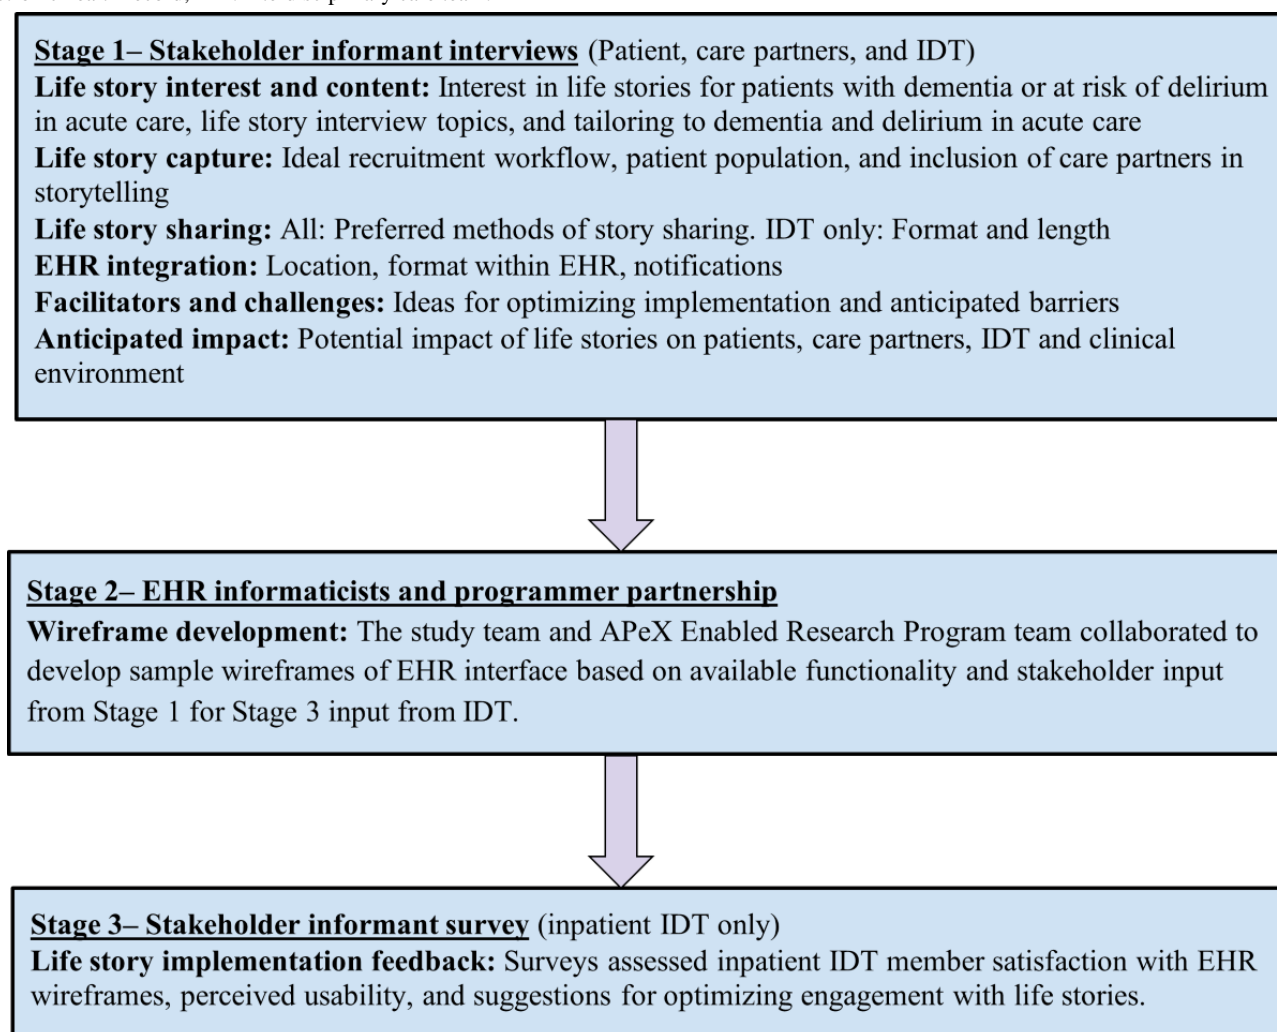 Stage 1– Stakeholder informant interviews (Patient, care partners, and IDT)
Life story interest and content: Interest in life stories for patients with dementia or at risk of delirium
in acute care, life story interview topics, and tailoring to dementia and delirium in acute care
Life story capture: Ideal recruitment workflow, patient population, and inclusion of care partners in
storytelling
Life story sharing: All: Preferred methods of story sharing. IDT only: Format and length
EHR integration: Location, format within EHR, notifications
Facilitators and challenges: Ideas for optimizing implementation and anticipated barriers
Anticipated impact: Potential impact of life stories on patients, care partners, IDT and clinical
environment
Stage 2– EHR informaticists and programmer partnership
Wireframe development: The study team and APeX Enabled Research Program team collaborated to
develop sample wireframes of EHR interface based on available functionality and stakeholder input
from Stage 1 for Stage 3 input from IDT.
Stage 3– Stakeholder informant survey (inpatient IDT only)
Life story implementation feedback: Surveys assessed inpatient IDT member satisfaction with EHR
wireframes, perceived usability, and suggestions for optimizing engagement with life stories.